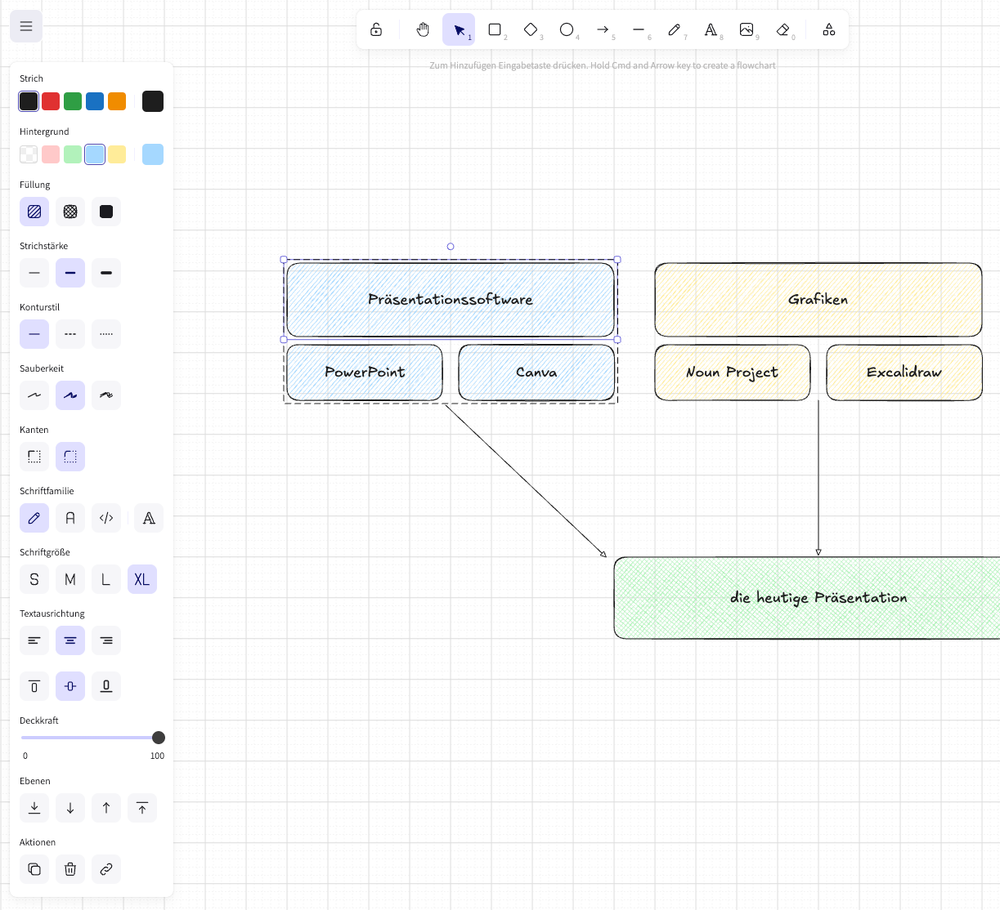 1
2
3
4
5
6
7
8
9
0
Zum Hinzufügen Eingabetaste drücken. Hold Cmd and Arrow key to create a flowchart
Strich
Hintergrund
Füllung
Strichstärke
Konturstil
Sauberkeit
Kanten
Schriftfamilie
Schriftgröße
S M L XL
Textausrichtung
Deckkraft
0 100
Ebenen
Aktionen
Präsentationssoftware
PowerPoint
Canva
Grafiken
Noun Project
Excalidraw
die heutige Präsentation